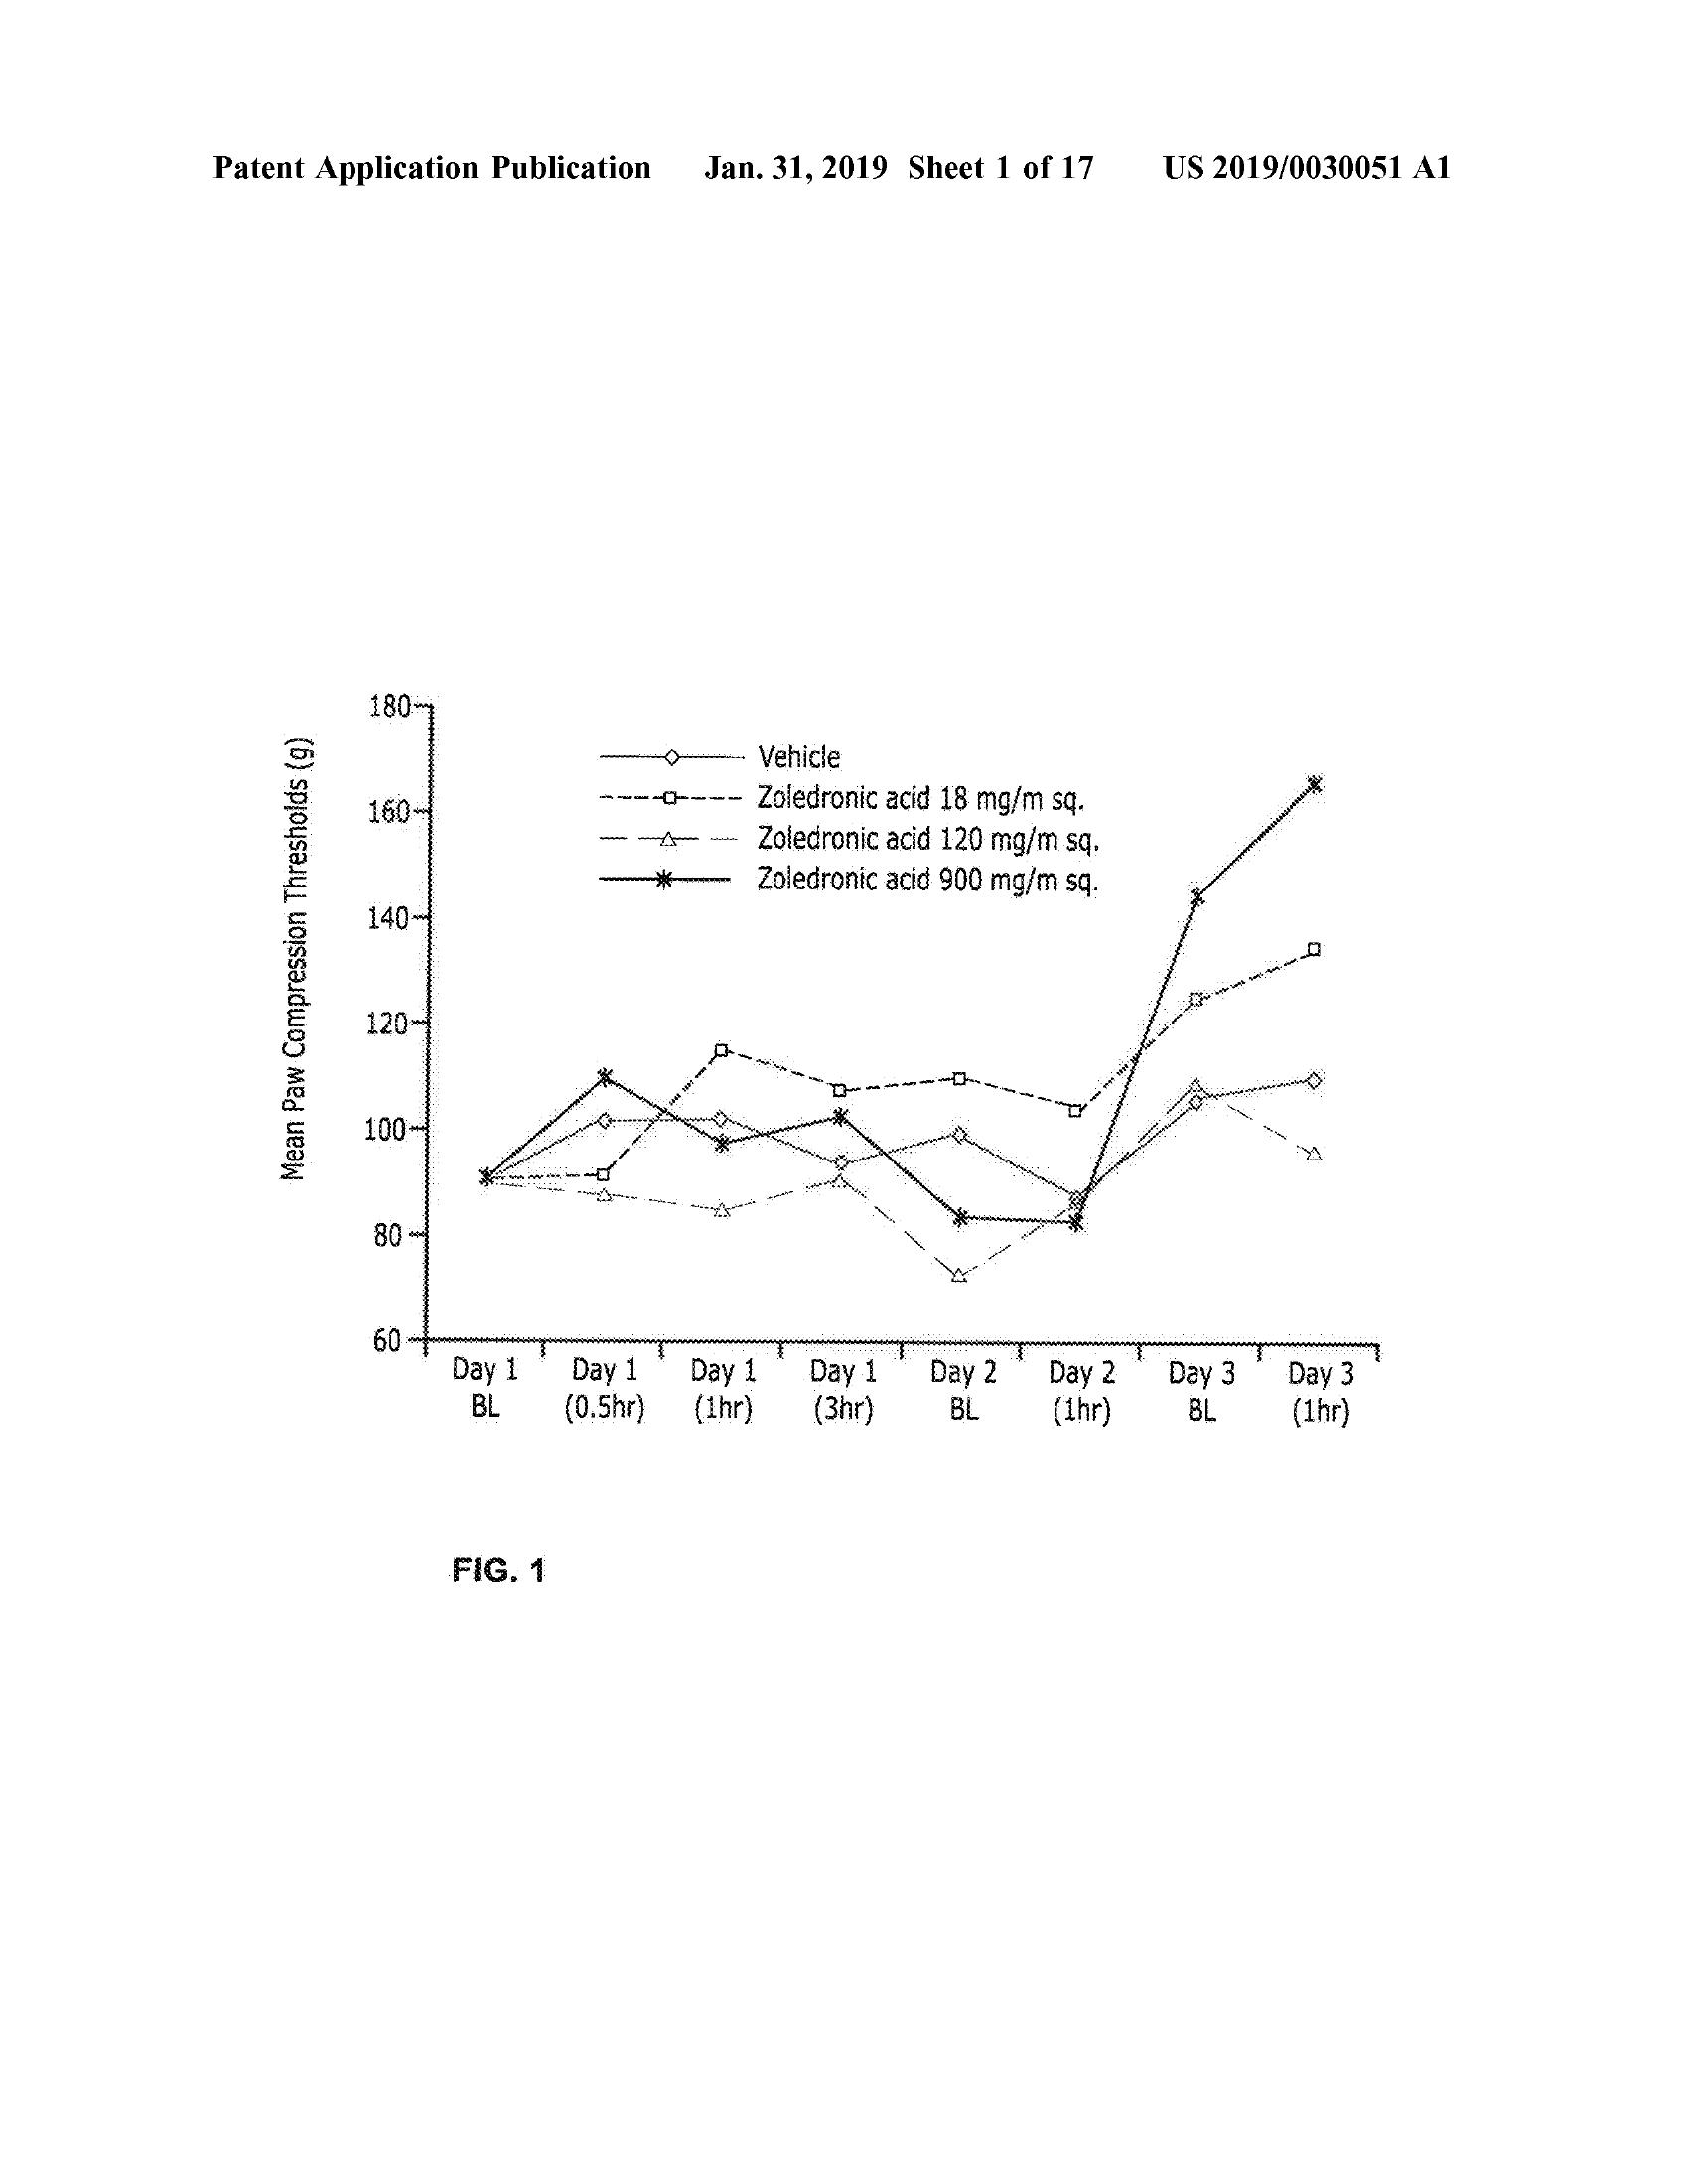 Patent Application Publication Jan. 31, 2019 Sheet 1 of 17 US 2019/0030051 A1
Mean Paw Compression Thresholds (g)
180
160
140
120
100
80
60
Vehicle
Zoledronic acid 18 mg/m sq.
Zoledronic acid 120 mg/m sq.
Zoledronic acid 900 mg/m sq.
Day 1 Day 1 Day 1 Day 1 Day 2 Day 2 Day 3 Day 3
BL (0.5hr) (1hr) (3hr) BL (1hr) BL (1hr)
FIG. 1